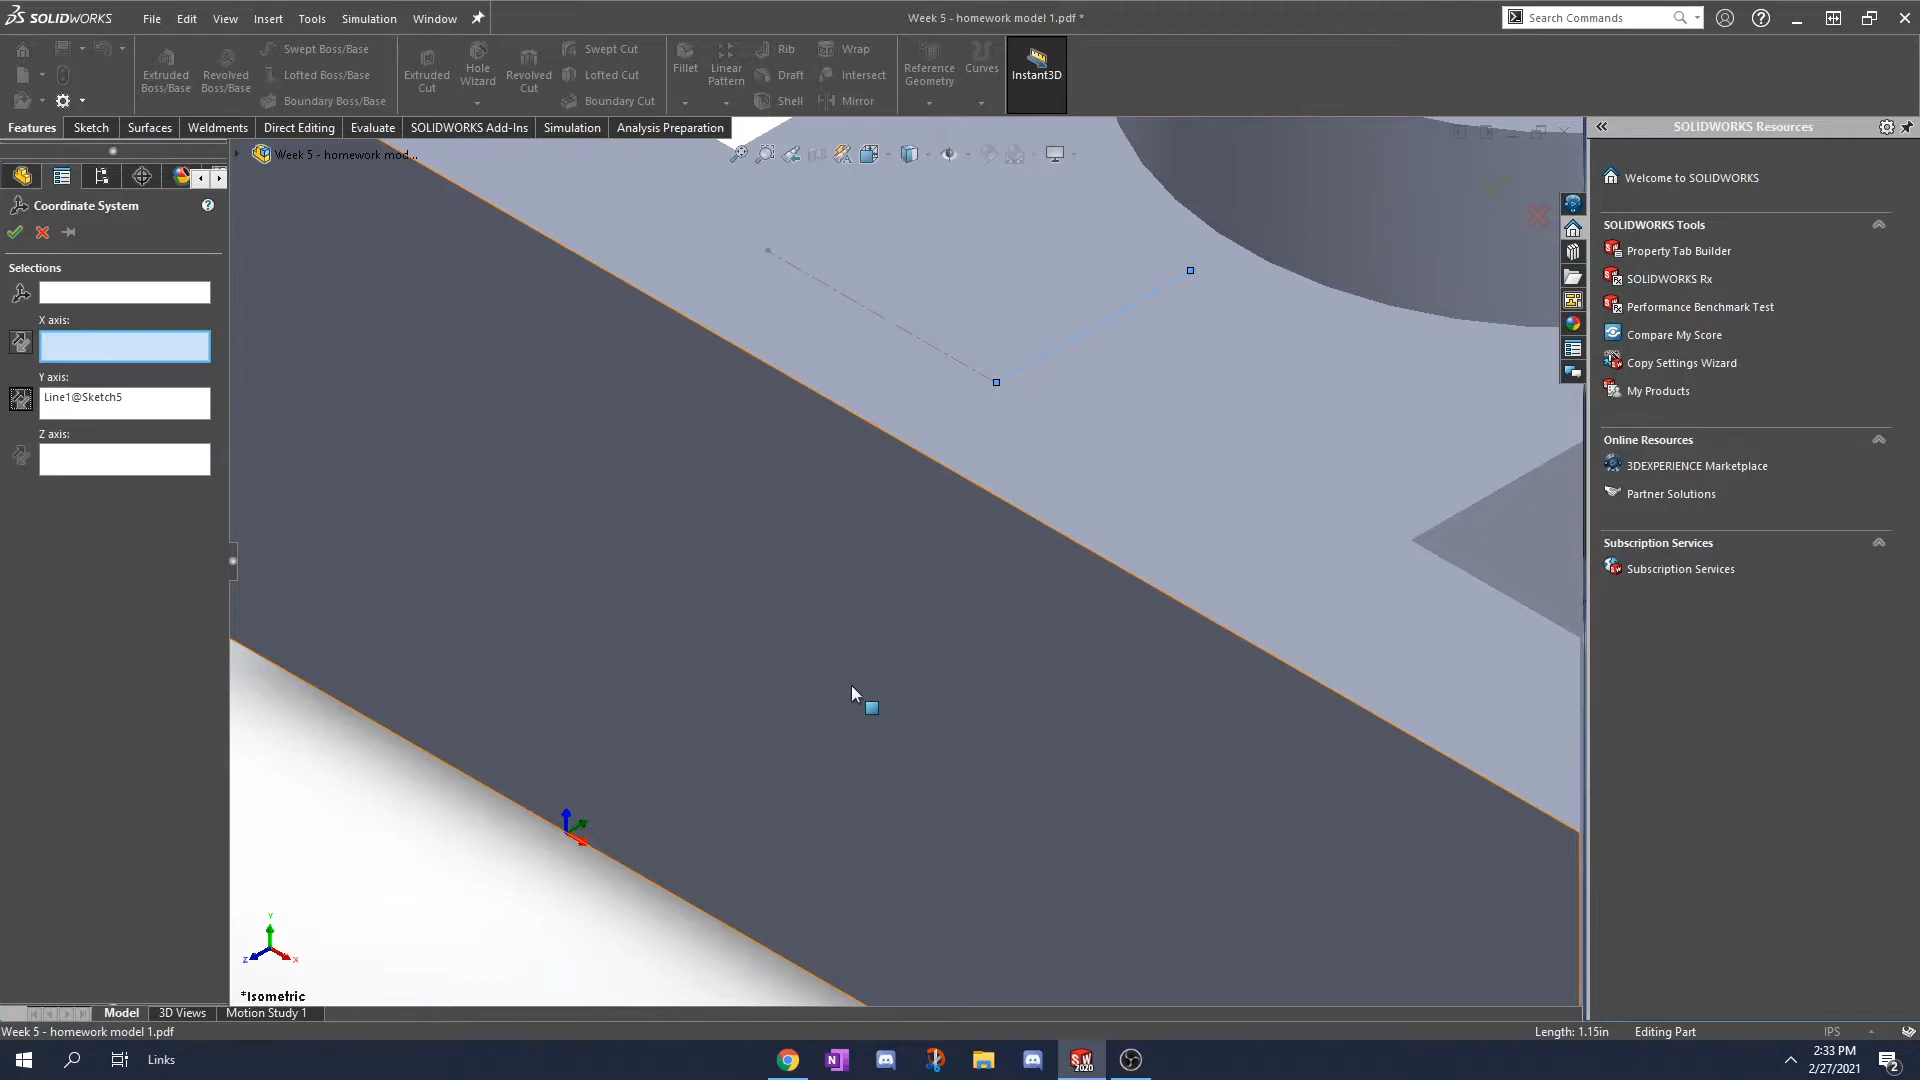 SOLIDWORKS File Edit View Insert Tools Simulation Window Week 5 - homework model 1.pdf * Search Commands
Extruded Boss/Base
Revolved Boss/Base
Swept Boss/Base
Lofted Boss/Base
Boundary Boss/Base
Extruded Cut
Hole Wizard
Revolved Cut
Swept Cut
Lofted Cut
Boundary Cut
Fillet
Linear Pattern
Rib
Draft
Shell
Wrap
Intersect
Mirror
Reference Geometry
Curves
Instant3D
Features Sketch Surfaces Weldments Direct Editing Evaluate SOLIDWORKS Add-Ins Simulation Analysis Preparation
Week 5 - homework mod...
Coordinate System
Selections
X axis:
Y axis:
Line1@Sketch5
Z axis:
Y
Z
X
*Isometric
SOLIDWORKS Resources
Welcome to SOLIDWORKS
SOLIDWORKS Tools
Property Tab Builder
SOLIDWORKS Rx
Performance Benchmark Test
Compare My Score
Copy Settings Wizard
My Products
Online Resources
3DEXPERIENCE Marketplace
Partner Solutions
Subscription Services
Subscription Services
Model 3D Views Motion Study 1
Week 5 - homework model 1.pdf Length: 1.15in Editing Part IPS
Links
SW
2020
2:33 PM
2/27/2021
2